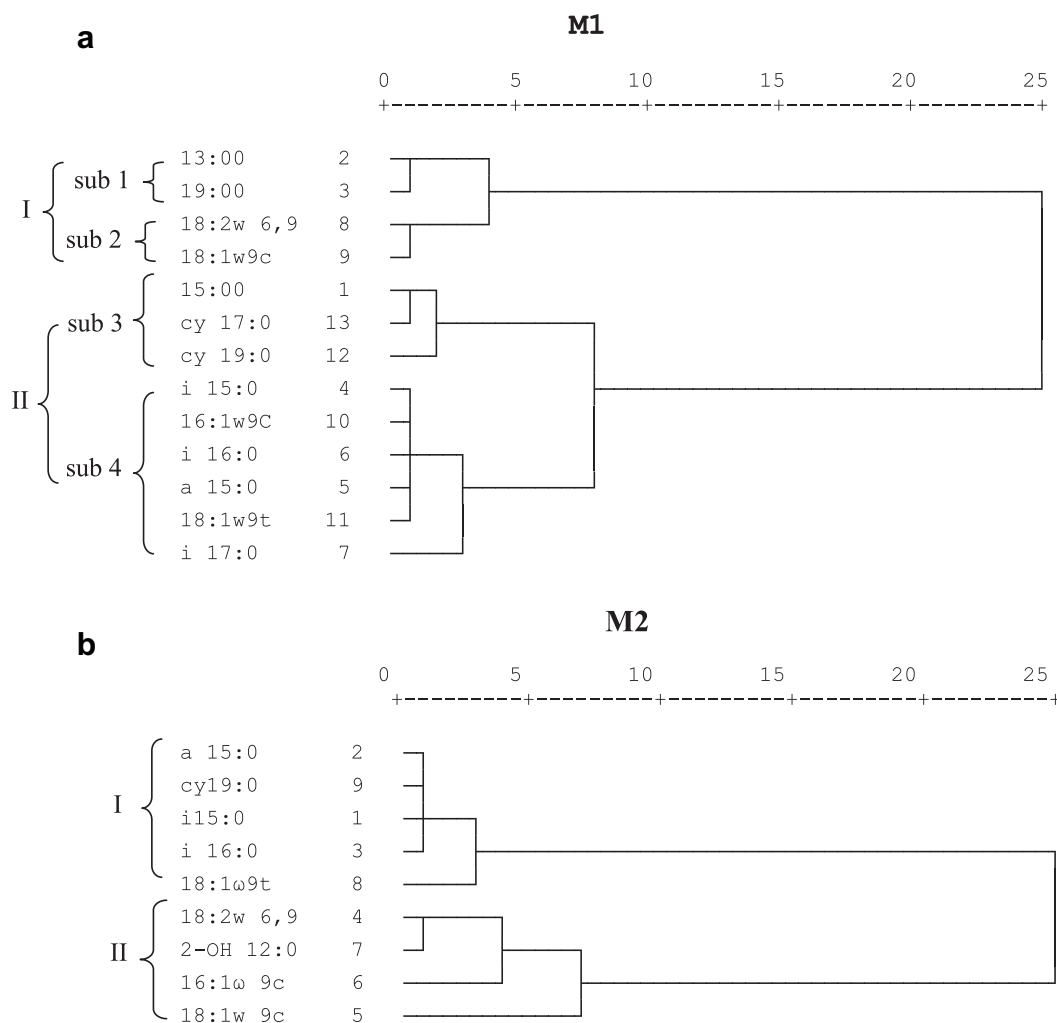 a
M1
0 5 10 15 20 25
+---------+---------+---------+---------+---------+
13:00 2
sub 1
19:00 3
I
18:2w 6,9 8
sub 2
18:1w9c 9
15:00 1
sub 3
cy 17:0 13
cy 19:0 12
i 15:0 4
II
16:1w9C 10
i 16:0 6
sub 4
a 15:0 5
18:1w9t 11
i 17:0 7
M2
b
0 5 10 15 20 25
+---------+---------+---------+---------+---------+
a 15:0 2
cy19:0 9
I
i15:0 1
i 16:0 3
18:1ω9t 8
18:2w 6,9 4
II
2-OH 12:0 7
16:1ω 9c 6
18:1w 9c 5